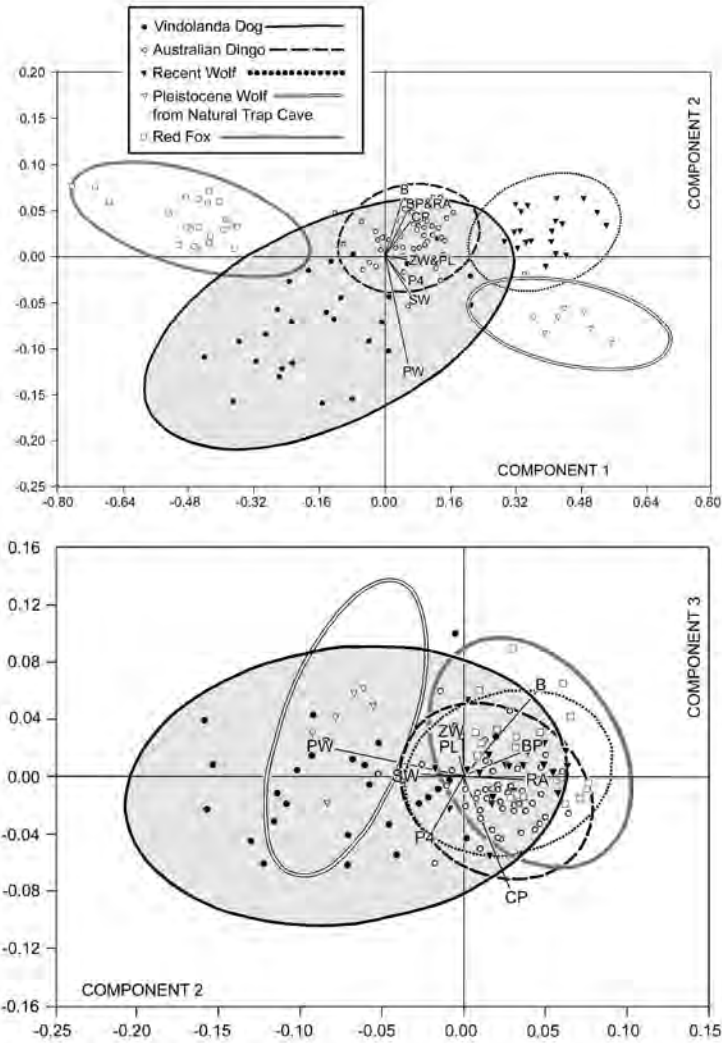 Vindolanda Dog
Australian Dingo
Recent Wolf
Pleistocene Wolf
from Natural Trap Cave
Red Fox
0.20
0.15
0.10
0.05
0.00
-0.05
-0.10
-0.15
-0.20
-0.25
COMPONENT 2
B
BP&RA
CP
ZW&PL
P4
SW
PW
COMPONENT 1
-0.80 -0.64 -0.48 -0.32 -0.16 0.00 0.16 0.32 0.48 0.64 0.80
0.16
0.12
0.08
0.04
0.00
-0.04
-0.08
-0.12
-0.16
COMPONENT 3
B
ZW
PL
BP
PW
SW
RA
P4
CP
COMPONENT 2
-0.25 -0.20 -0.15 -0.10 -0.05 0.00 0.05 0.10 0.15